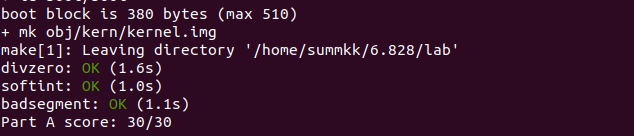 boot block is 380 bytes (max 510)
+ mk obj/kern/kernel.img
make[1]: Leaving directory '/home/summkk/6.828/lab'
divzero: OK (1.6s)
softint: OK (1.0s)
badsegment: OK (1.1s)
Part A score: 30/30